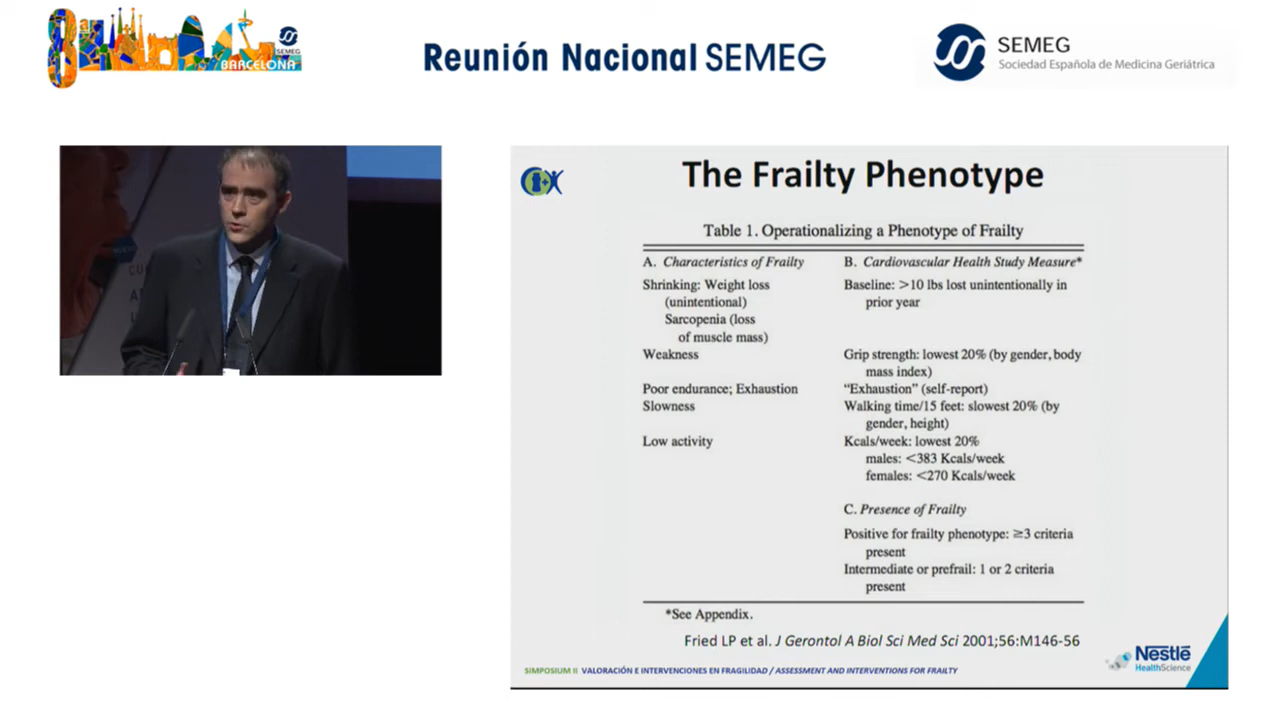 8ª
SEMEG
BARCELONA
Reunión Nacional SEMEG
SEMEG
Sociedad Española de Medicina Geriátrica
The Frailty Phenotype
Table 1. Operationalizing a Phenotype of Frailty
A. Characteristics of Frailty
B. Cardiovascular Health Study Measure*
Shrinking: Weight loss
(unintentional)
Sarcopenia (loss
of muscle mass)
Baseline: >10 lbs lost unintentionally in
prior year
Weakness
Grip strength: lowest 20% (by gender, body
mass index)
Poor endurance; Exhaustion
“Exhaustion” (self-report)
Slowness
Walking time/15 feet: slowest 20% (by
gender, height)
Low activity
Kcals/week: lowest 20%
males: <383 Kcals/week
females: <270 Kcals/week
C. Presence of Frailty
Positive for frailty phenotype: ≥3 criteria
present
Intermediate or prefrail: 1 or 2 criteria
present
*See Appendix.
Fried LP et al. J Gerontol A Biol Sci Med Sci 2001;56:M146-56
SIMPOSIUM II VALORACIÓN E INTERVENCIONES EN FRAGILIDAD / ASSESSMENT AND INTERVENTIONS FOR FRAILTY
Nestlé
HealthScience